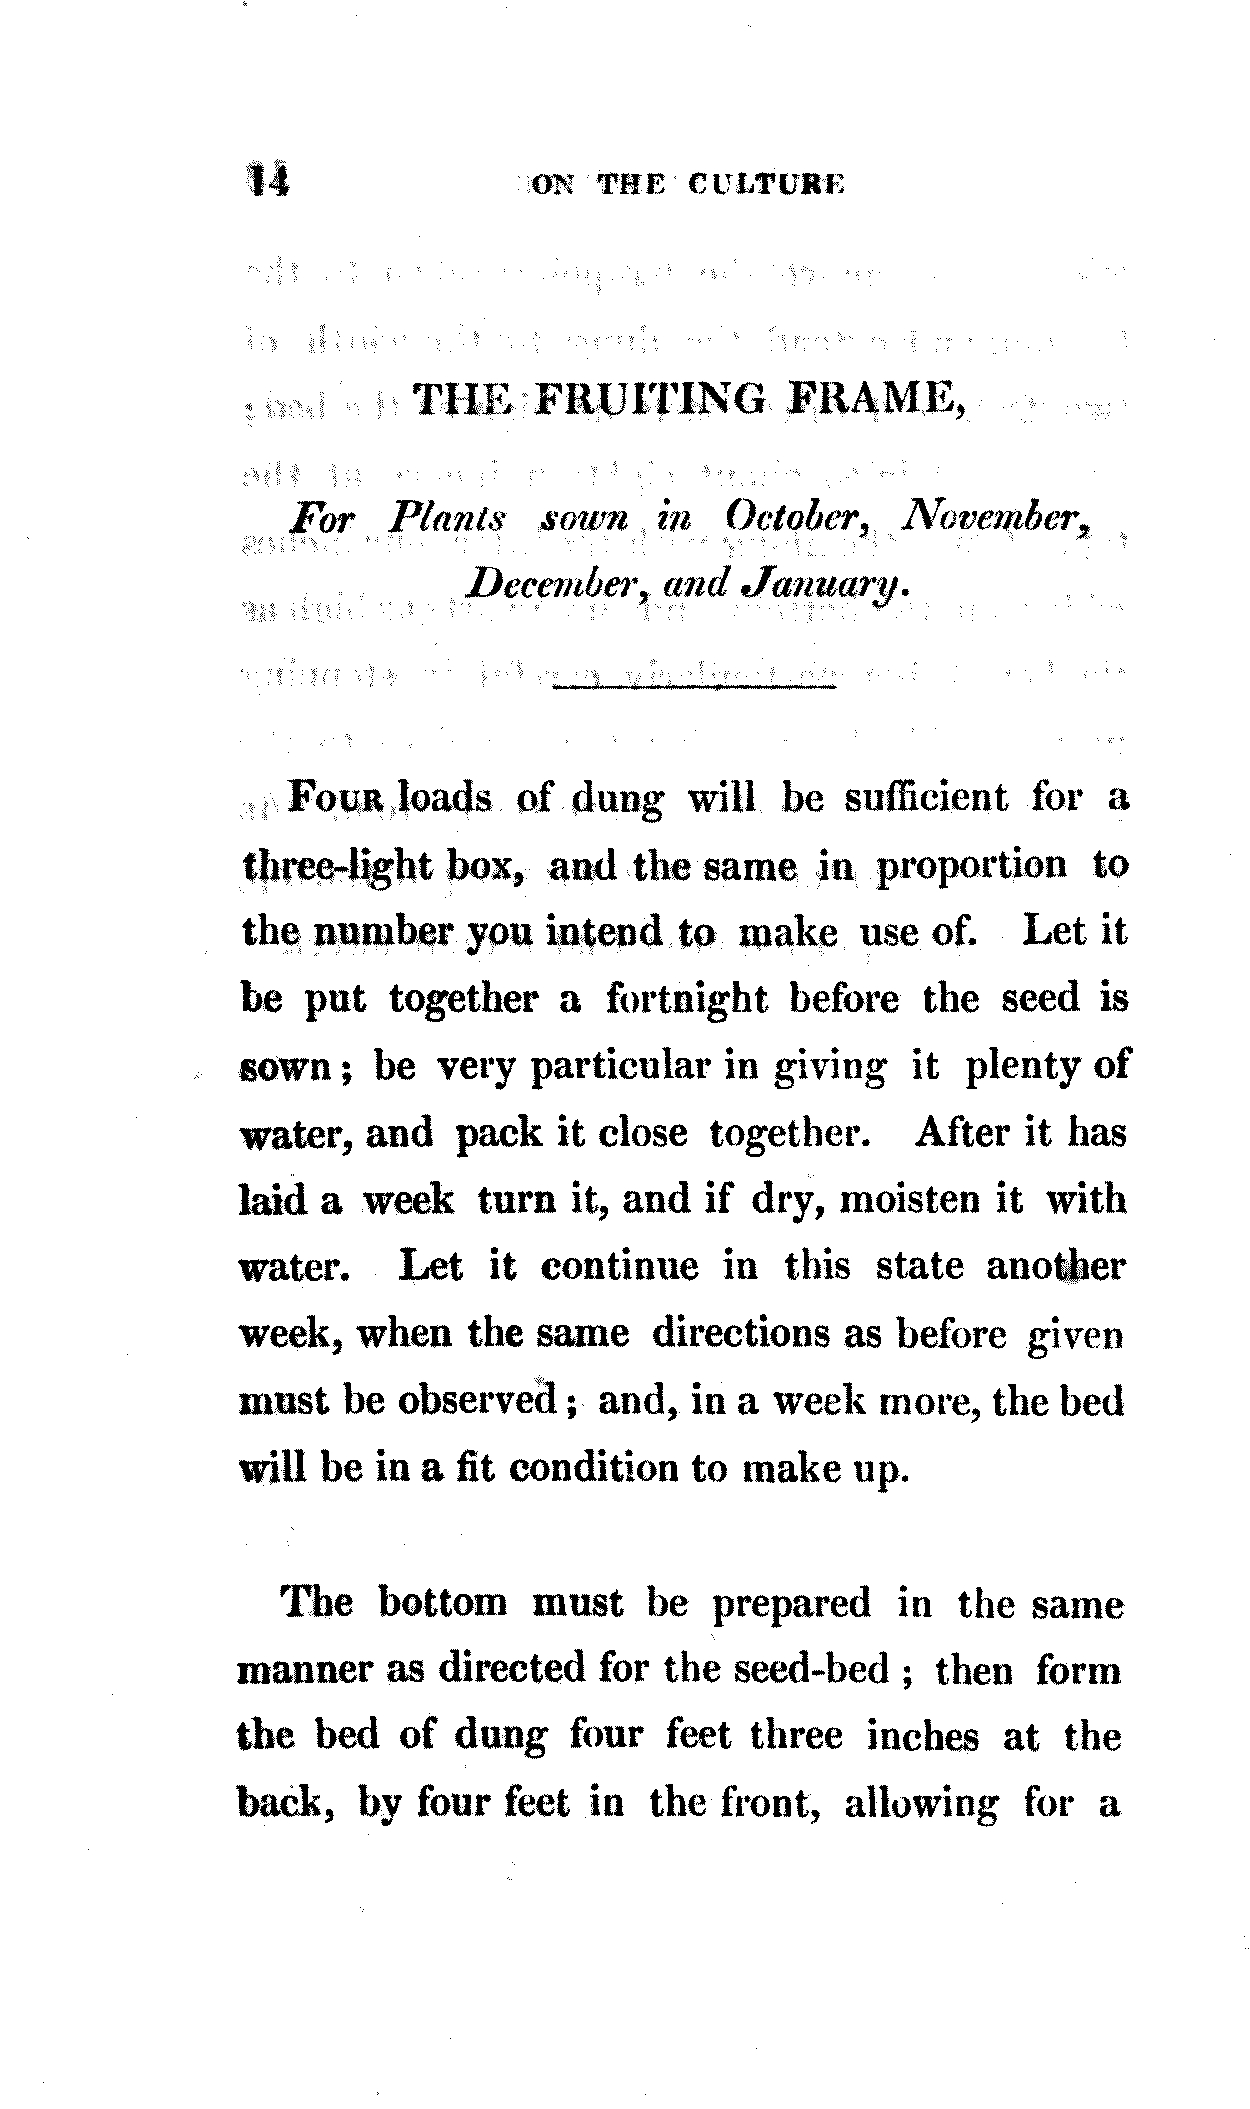 14 ON THE CULTURE
THE FRUITING FRAME,
For Plants sown in October, November,
December, and January.
FOUR loads of dung will be sufficient for a
three-light box, and the same in proportion to
the number you intend to make use of. Let it
be put together a fortnight before the seed is
sown; be very particular in giving it plenty of
water, and pack it close together. After it has
laid a week turn it, and if dry, moisten it with
water. Let it continue in this state another
week, when the same directions as before given
must be observed; and, in a week more, the bed
will be in a fit condition to make up.
The bottom must be prepared in the same
manner as directed for the seed-bed; then form
the bed of dung four feet three inches at the
back, by four feet in the front, allowing for a